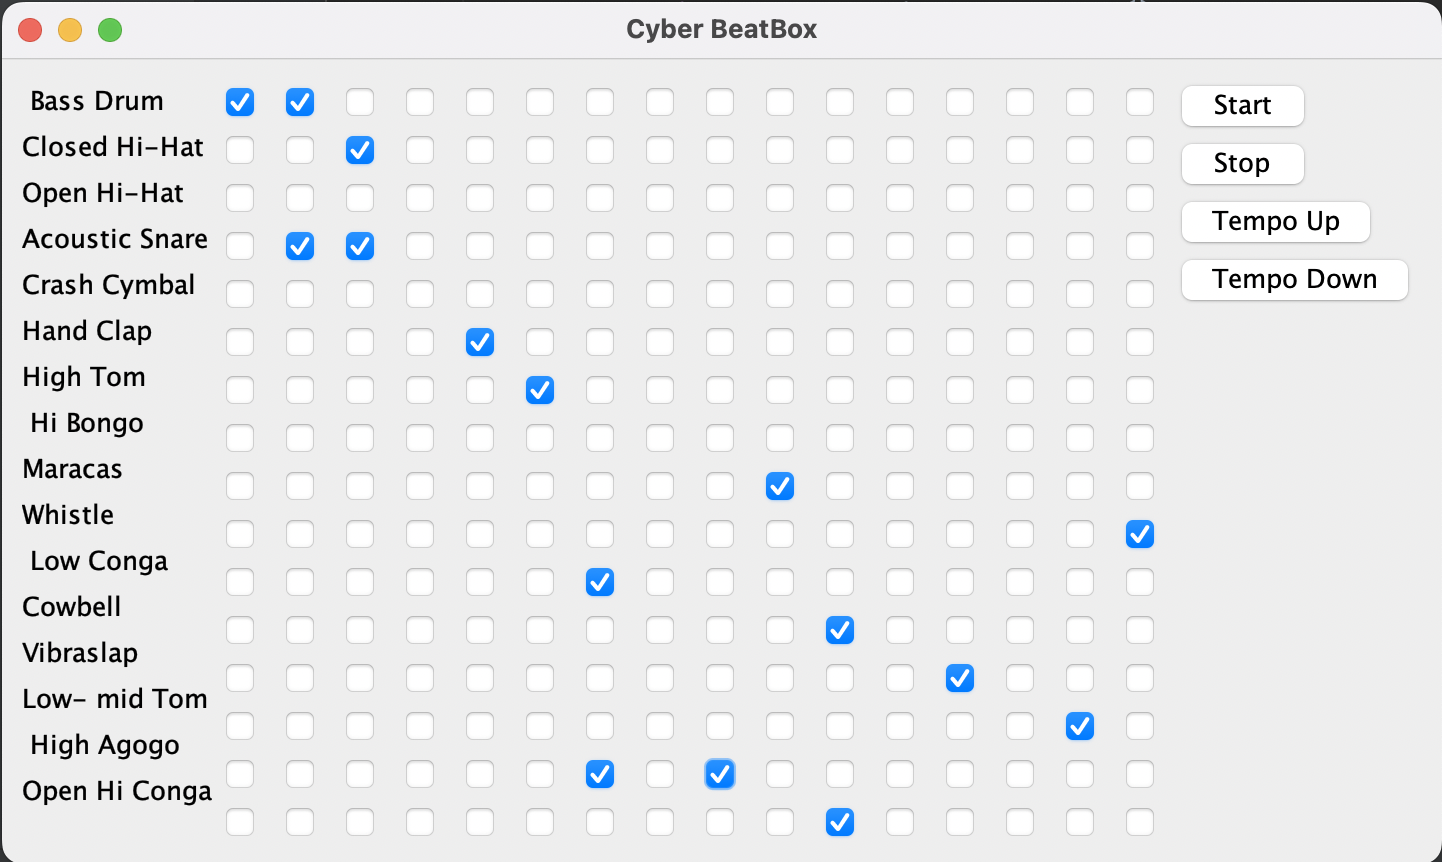 Cyber BeatBox
Bass Drum
Closed Hi-Hat
Open Hi-Hat
Acoustic Snare
Crash Cymbal
Hand Clap
High Tom
Hi Bongo
Maracas
Whistle
Low Conga
Cowbell
Vibraslap
Low- mid Tom
High Agogo
Open Hi Conga
Start
Stop
Tempo Up
Tempo Down